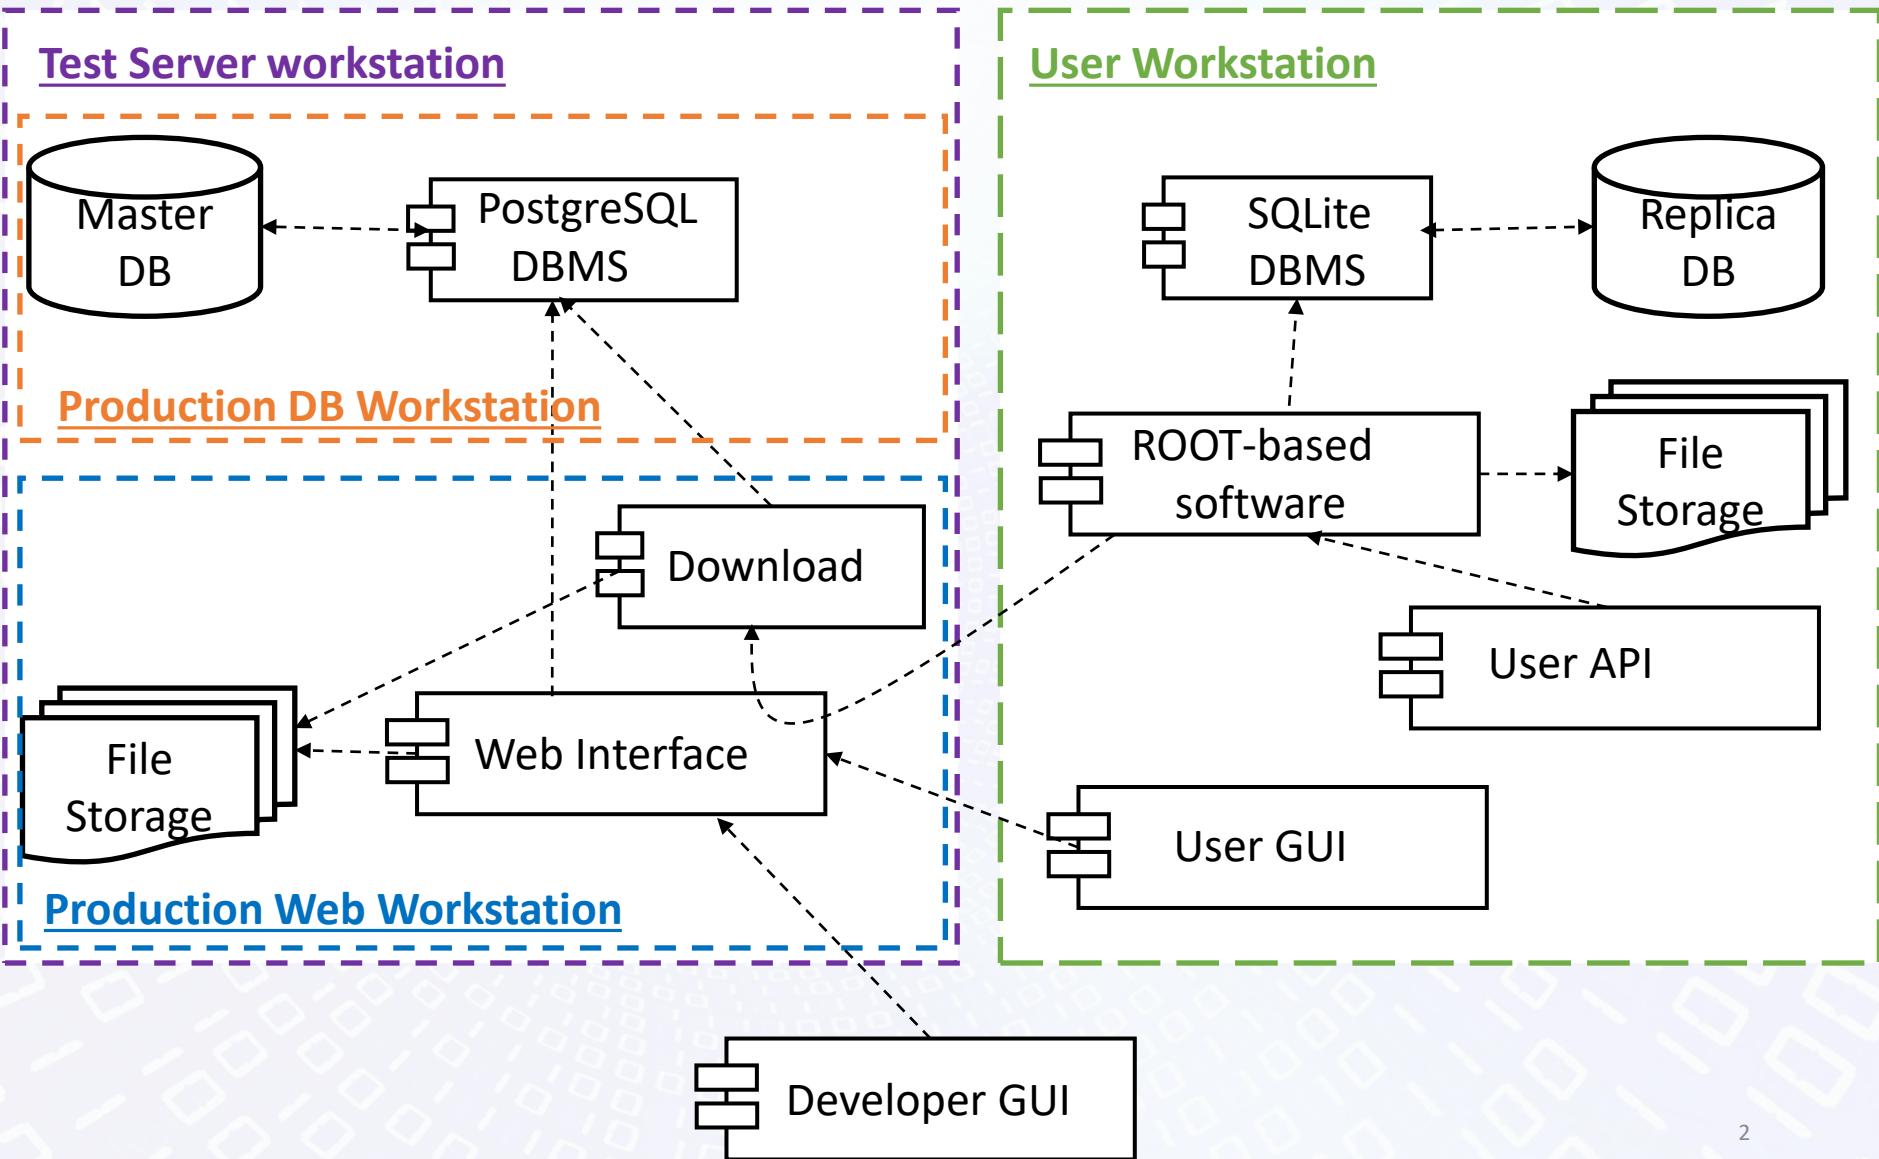 Test Server workstation
User Workstation
Master
DB
PostgreSQL
DBMS
SQLite
DBMS
Replica
DB
Production DB Workstation
ROOT-based
software
File
Storage
Download
User API
File
Storage
Web Interface
User GUI
Production Web Workstation
Developer GUI
2